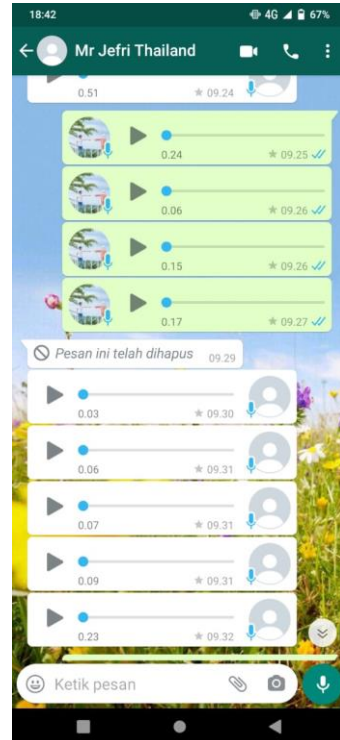 18:42 4G 67%
Mr Jefri Thailand
0.51 09.24
0.24 09.25
0.06 09.26
0.15 09.26
0.17 09.27
Pesan ini telah dihapus 09.29
0.03 09.30
0.06 09.31
0.07 09.31
0.09 09.31
0.23 09.32
Ketik pesan